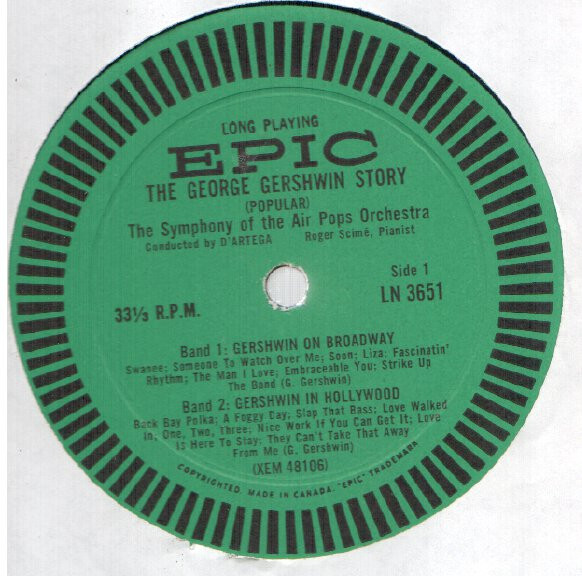 LONG PLAYING
EPIC
THE GEORGE GERSHWIN STORY
(POPULAR)
The Symphony of the Air Pops Orchestra
Conducted by D'ARTEGA Roger Scimé, Pianist
Side 1
33⅓ R.P.M. LN 3651
Band 1: GERSHWIN ON BROADWAY
Swanee; Someone To Watch Over Me; Soon; Liza; Fascinatin'
Rhythm; The Man I Love; Embraceable You; Strike Up
The Band (G. Gershwin)
Band 2: GERSHWIN IN HOLLYWOOD
Back Bay Polka; A Foggy Day; Slap That Bass; Love Walked
In, One, Two, Three; Nice Work If You Can Get It; Love
Is Here To Stay; They Can't Take That Away
From Me (G. Gershwin)
(XEM 48106)
COPYRIGHTED, MADE IN CANADA. "EPIC" TRADEMARK